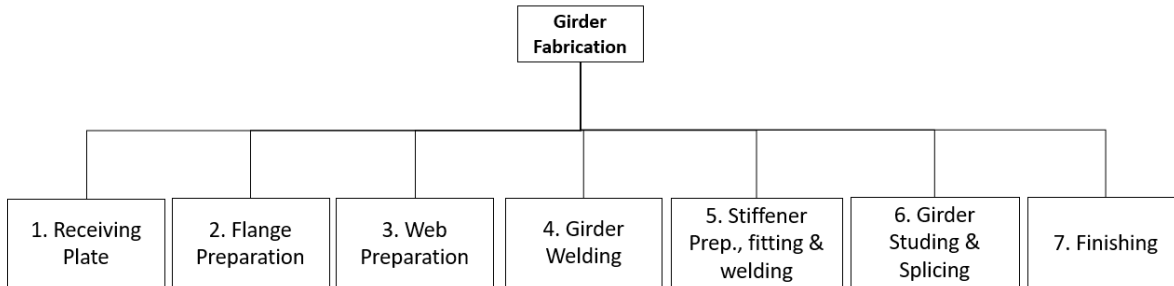 Girder
Fabrication
1. Receiving
Plate
2. Flange
Preparation
3. Web
Preparation
4. Girder
Welding
5. Stiffener
Prep., fitting &
welding
6. Girder
Studing &
Splicing
7. Finishing